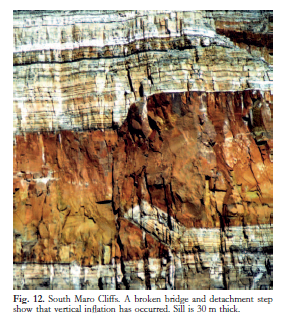 Fig. 12. South Maro Cliffs. A broken bridge and detachment step
show that vertical inflation has occurred. Sill is 30 m thick.